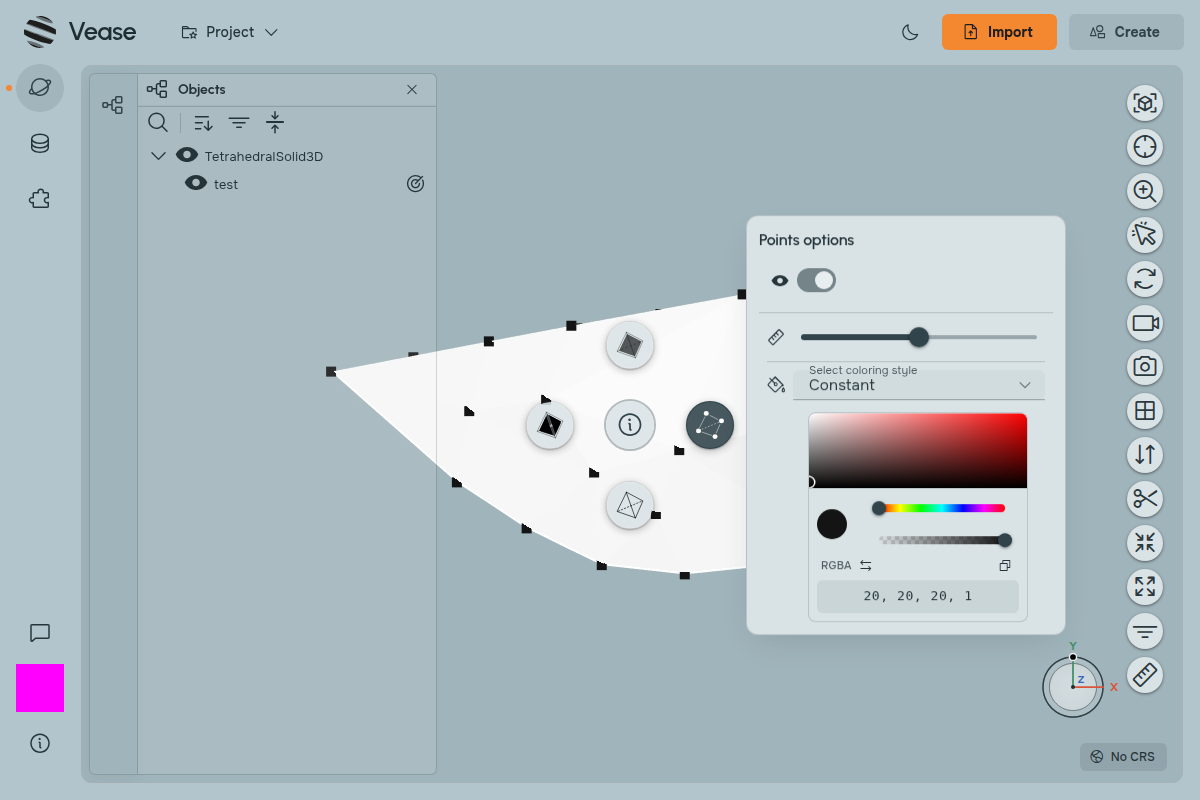 Vease
Project
Import
Create
Objects
TetrahedralSolid3D
test
Points options
Select coloring style
Constant
RGBA
20, 20, 20, 1
Y
Z
X
No CRS